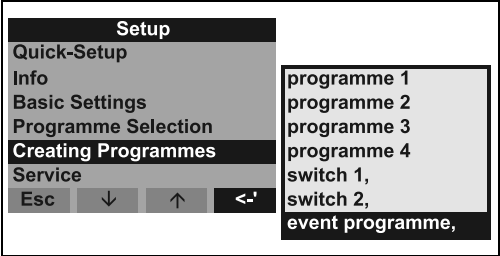 Setup
Quick-Setup
Info
Basic Settings
Programme Selection
Creating Programmes
Service
Esc ↓ ↑ <-'
programme 1
programme 2
programme 3
programme 4
switch 1,
switch 2,
event programme,